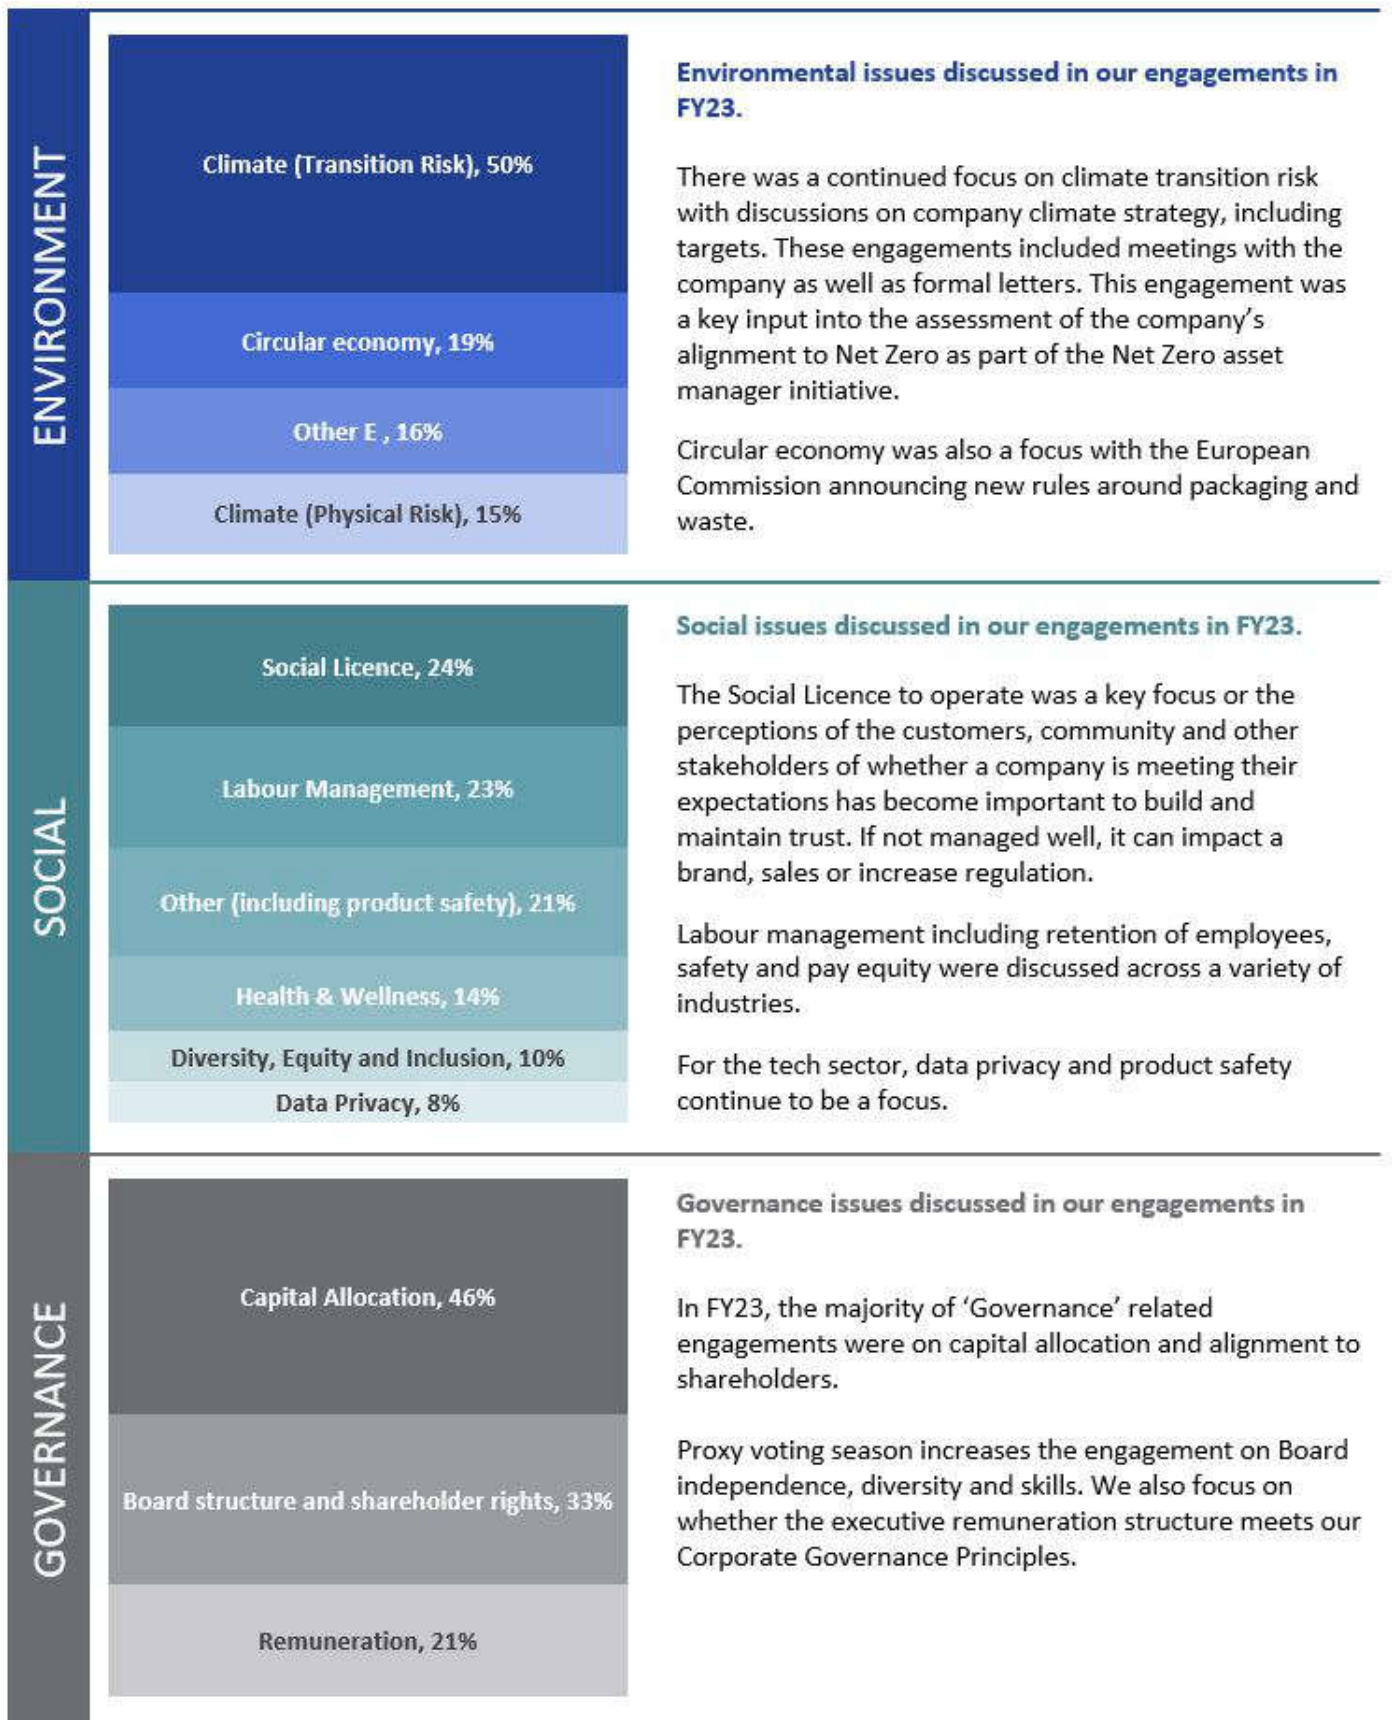 ENVIRONMENT
Climate (Transition Risk), 50%
Circular economy, 19%
Other E , 16%
Climate (Physical Risk), 15%
Environmental issues discussed in our engagements in
FY23.
There was a continued focus on climate transition risk
with discussions on company climate strategy, including
targets. These engagements included meetings with the
company as well as formal letters. This engagement was
a key input into the assessment of the company’s
alignment to Net Zero as part of the Net Zero asset
manager initiative.
Circular economy was also a focus with the European
Commission announcing new rules around packaging and
waste.
SOCIAL
Social Licence, 24%
Labour Management, 23%
Other (including product safety), 21%
Health & Wellness, 14%
Diversity, Equity and Inclusion, 10%
Data Privacy, 8%
Social issues discussed in our engagements in FY23.
The Social Licence to operate was a key focus or the
perceptions of the customers, community and other
stakeholders of whether a company is meeting their
expectations has become important to build and
maintain trust. If not managed well, it can impact a
brand, sales or increase regulation.
Labour management including retention of employees,
safety and pay equity were discussed across a variety of
industries.
For the tech sector, data privacy and product safety
continue to be a focus.
GOVERNANCE
Capital Allocation, 46%
Board structure and shareholder rights, 33%
Remuneration, 21%
Governance issues discussed in our engagements in
FY23.
In FY23, the majority of ‘Governance’ related
engagements were on capital allocation and alignment to
shareholders.
Proxy voting season increases the engagement on Board
independence, diversity and skills. We also focus on
whether the executive remuneration structure meets our
Corporate Governance Principles.